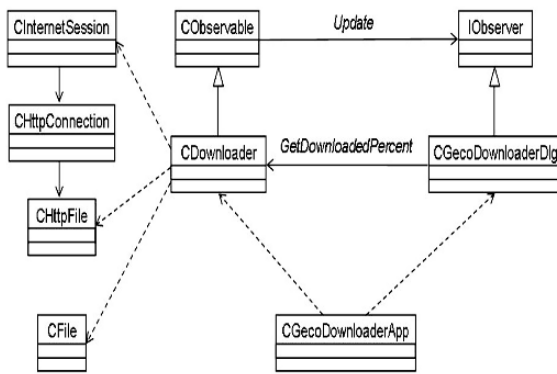 CInternetSession
CObservable
Update
IObserver
CHttpConnection
CDownloader
GetDownloadedPercent
CGecoDownloaderDlg
CHttpFile
CFile
CGecoDownloaderApp